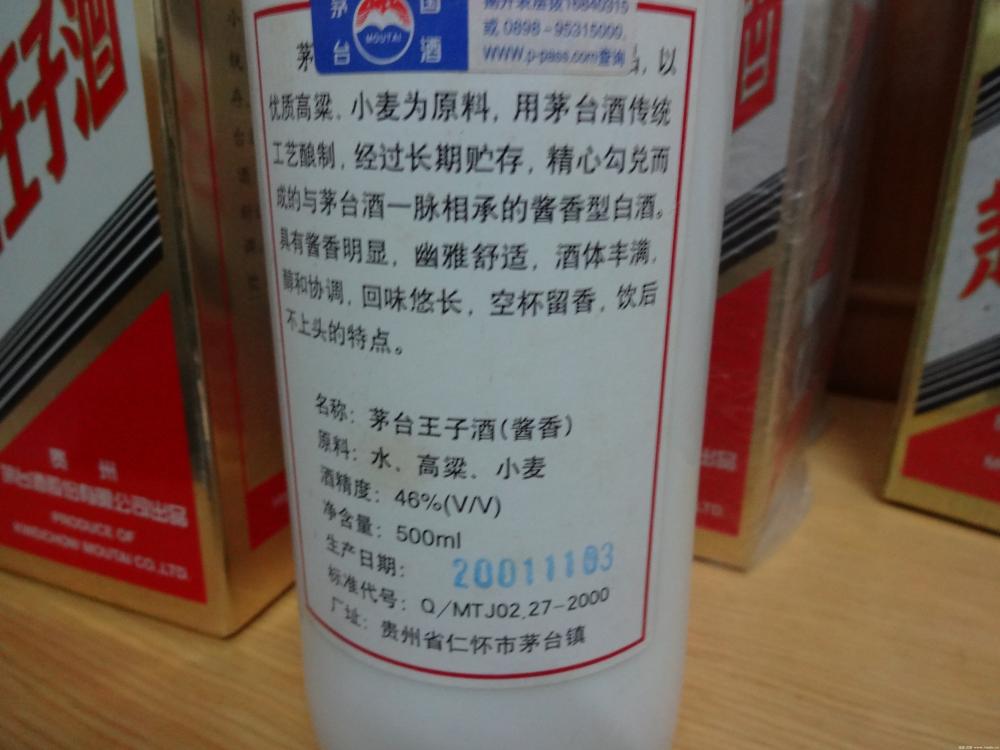 茅 国
台 酒
MOUTAI
或0898-95315000,
WWW.p-pass.com查询
茅
，以
优质高粱、小麦为原料，用茅台酒传统
工艺酿制，经过长期贮存，精心勾兑而
成的与茅台酒一脉相承的酱香型白酒。
具有酱香明显，幽雅舒适，酒体丰满，
醇和协调，回味悠长，空杯留香，饮后
不上头的特点。
名称：茅台王子酒(酱香)
原料：水、高粱、小麦
酒精度：46%(V/V)
净含量：500ml
生产日期：20011103
标准代号：Q/MTJ02.27-2000
厂址：贵州省仁怀市茅台镇
王子酒
贵 州
PRODUCE OF
KWEICHOW MOUTAI CO.,LTD.
酒
LTD.